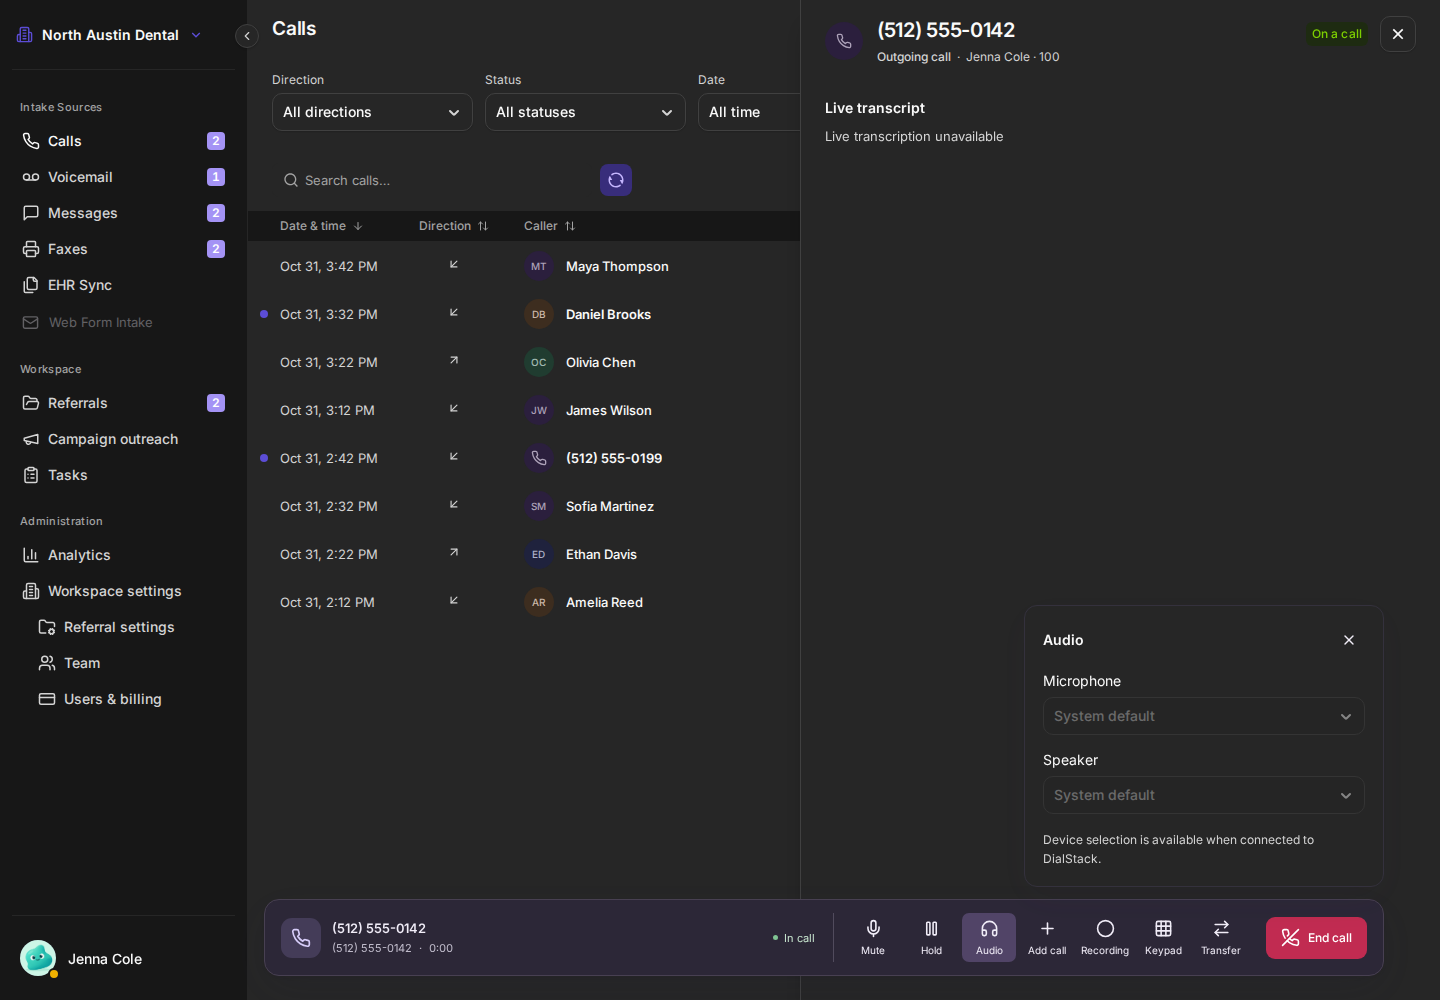 North Austin Dental
Intake Sources
Calls 2
Voicemail 1
Messages 2
Faxes 2
EHR Sync
Web Form Intake
Workspace
Referrals 2
Campaign outreach
Tasks
Administration
Analytics
Workspace settings
Referral settings
Team
Users & billing
Jenna Cole
Calls
Direction Status Date
All directions All statuses All time
Search calls...
Date & time Direction Caller
Oct 31, 3:42 PM MT Maya Thompson
Oct 31, 3:32 PM DB Daniel Brooks
Oct 31, 3:22 PM OC Olivia Chen
Oct 31, 3:12 PM JW James Wilson
Oct 31, 2:42 PM (512) 555-0199
Oct 31, 2:32 PM SM Sofia Martinez
Oct 31, 2:22 PM ED Ethan Davis
Oct 31, 2:12 PM AR Amelia Reed
(512) 555-0142
Outgoing call · Jenna Cole · 100
On a call
Live transcript
Live transcription unavailable
Audio
Microphone
System default
Speaker
System default
Device selection is available when connected to
DialStack.
(512) 555-0142
(512) 555-0142 · 0:00
In call
Mute Hold Audio Add call Recording Keypad Transfer
End call